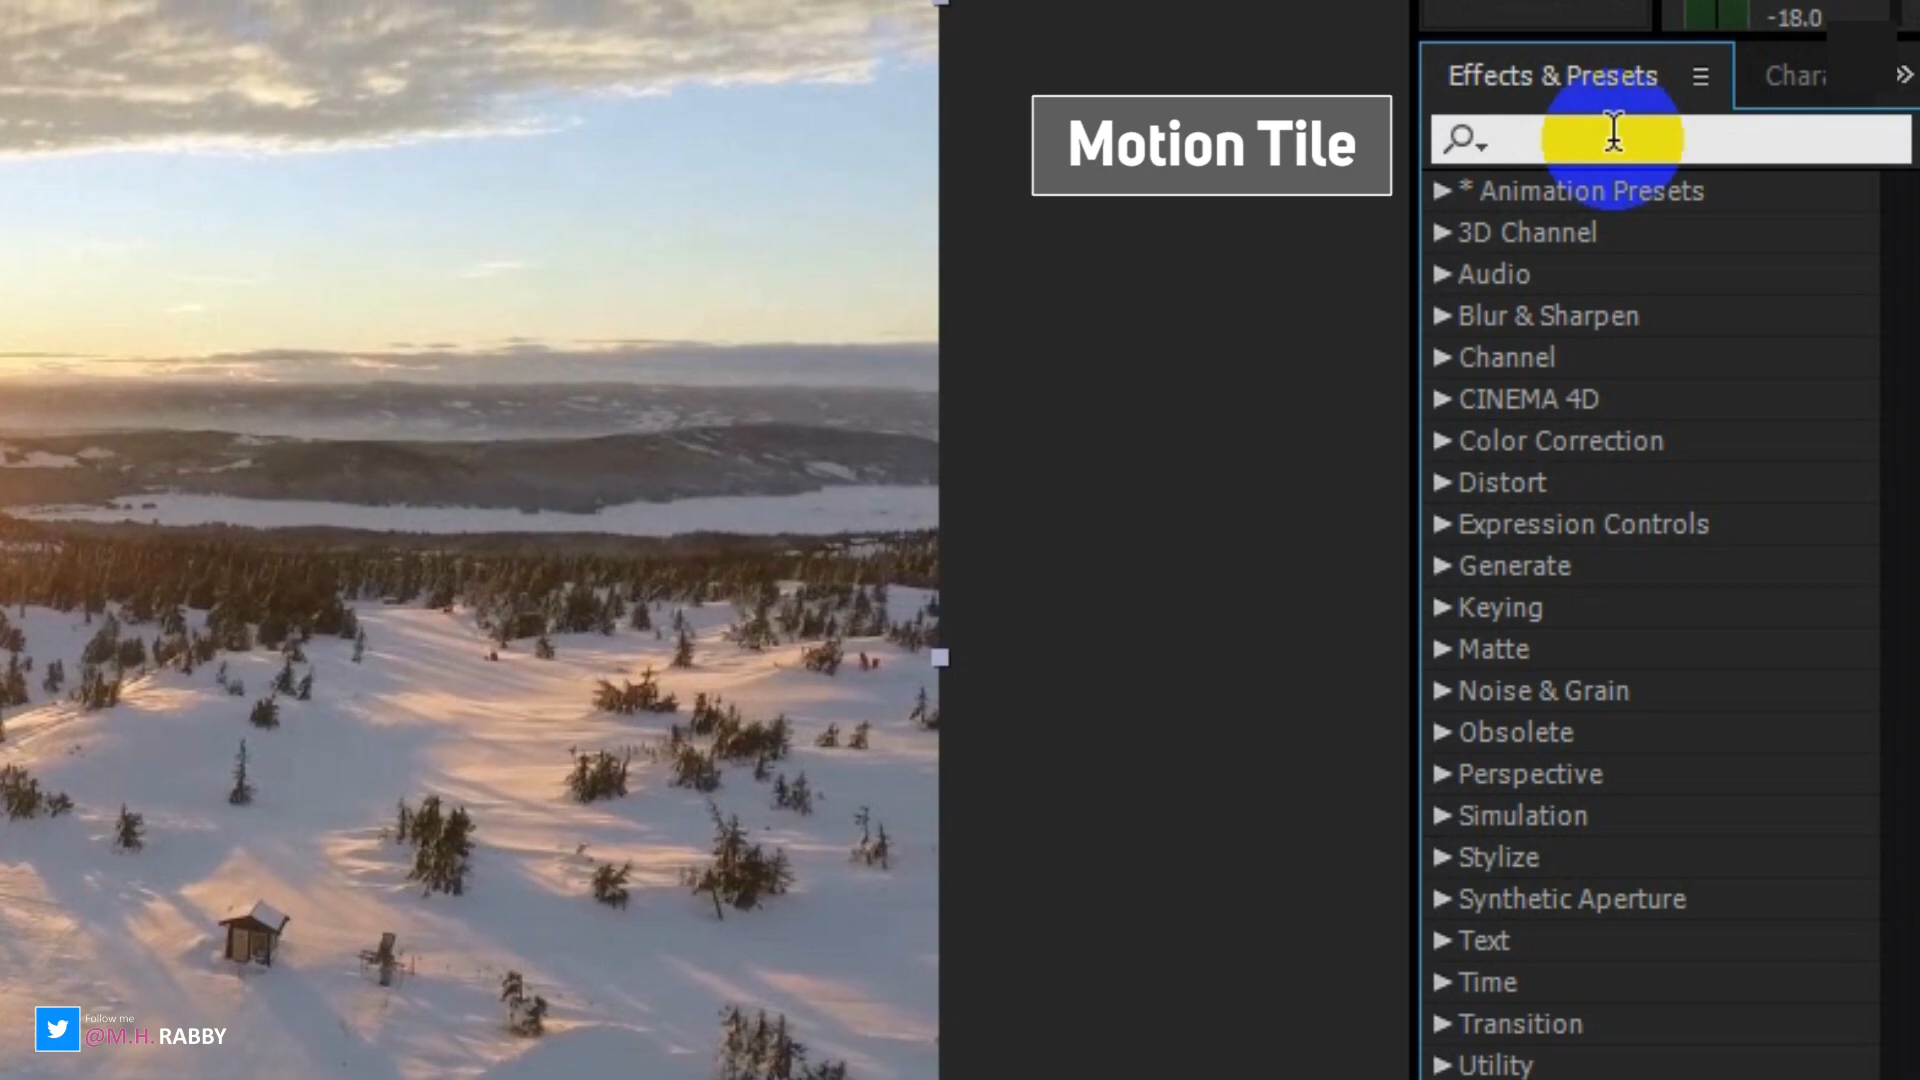 -18.0
Effects & Presets
Motion Tile
* Animation Presets
3D Channel
Audio
Blur & Sharpen
Channel
CINEMA 4D
Color Correction
Distort
Expression Controls
Generate
Keying
Matte
Noise & Grain
Obsolete
Perspective
Simulation
Stylize
Synthetic Aperture
Text
Time
Transition
Utility
Follow me
@M.H. RABBY